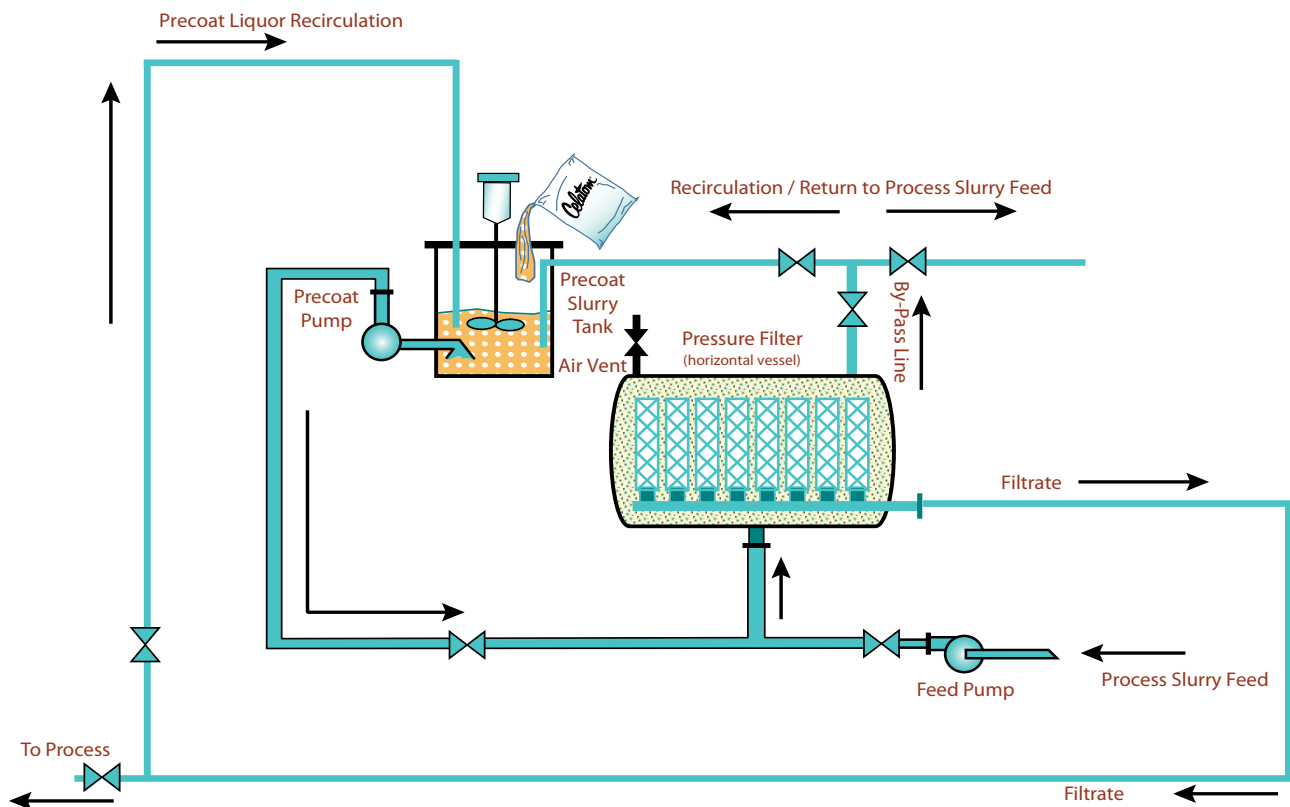 Precoat Liquor Recirculation
Celatom
Recirculation / Return to Process Slurry Feed
Precoat
Pump
Precoat
Slurry
Tank
Air Vent
Pressure Filter
(horizontal vessel)
By-Pass Line
Filtrate
Feed Pump
Process Slurry Feed
To Process
Filtrate